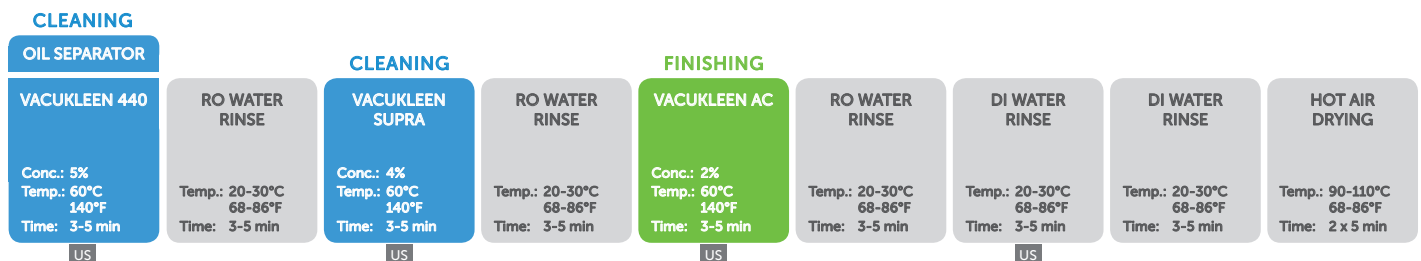 CLEANING
OIL SEPARATOR
VACUKLEEN 440
Conc.: 5%
Temp.: 60°C
140°F
Time: 3-5 min
US
RO WATER
RINSE
Temp.: 20-30°C
68-86°F
Time: 3-5 min
CLEANING
VACUKLEEN
SUPRA
Conc.: 4%
Temp.: 60°C
140°F
Time: 3-5 min
US
RO WATER
RINSE
Temp.: 20-30°C
68-86°F
Time: 3-5 min
FINISHING
VACUKLEEN AC
Conc.: 2%
Temp.: 60°C
140°F
Time: 3-5 min
US
RO WATER
RINSE
Temp.: 20-30°C
68-86°F
Time: 3-5 min
DI WATER
RINSE
Temp.: 20-30°C
68-86°F
Time: 3-5 min
US
DI WATER
RINSE
Temp.: 20-30°C
68-86°F
Time: 3-5 min
HOT AIR
DRYING
Temp.: 90-110°C
68-86°F
Time: 2 x 5 min